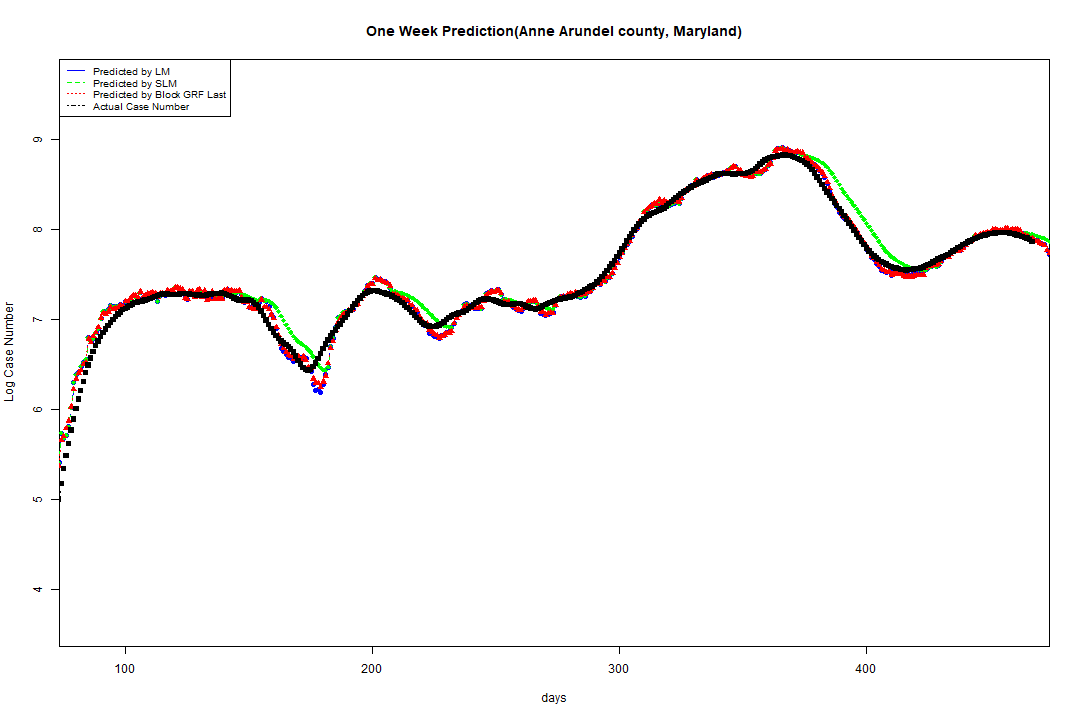 One Week Prediction(Anne Arundel county, Maryland)
Predicted by LM
Predicted by SLM
Predicted by Block GRF Last
Actual Case Number
Log Case Number
9
8
7
6
5
4
100 200 300 400
days